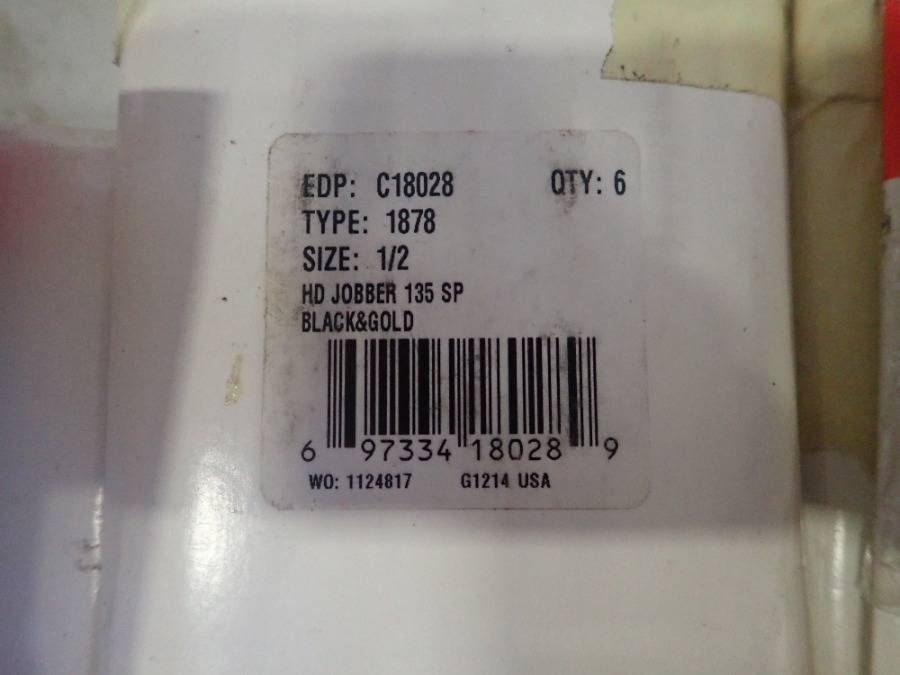 EDP: C18028 QTY: 6
TYPE: 1878
SIZE: 1/2
HD JOBBER 135 SP
BLACK&GOLD
6 97334 18028 9
WO: 1124817 G1214 USA